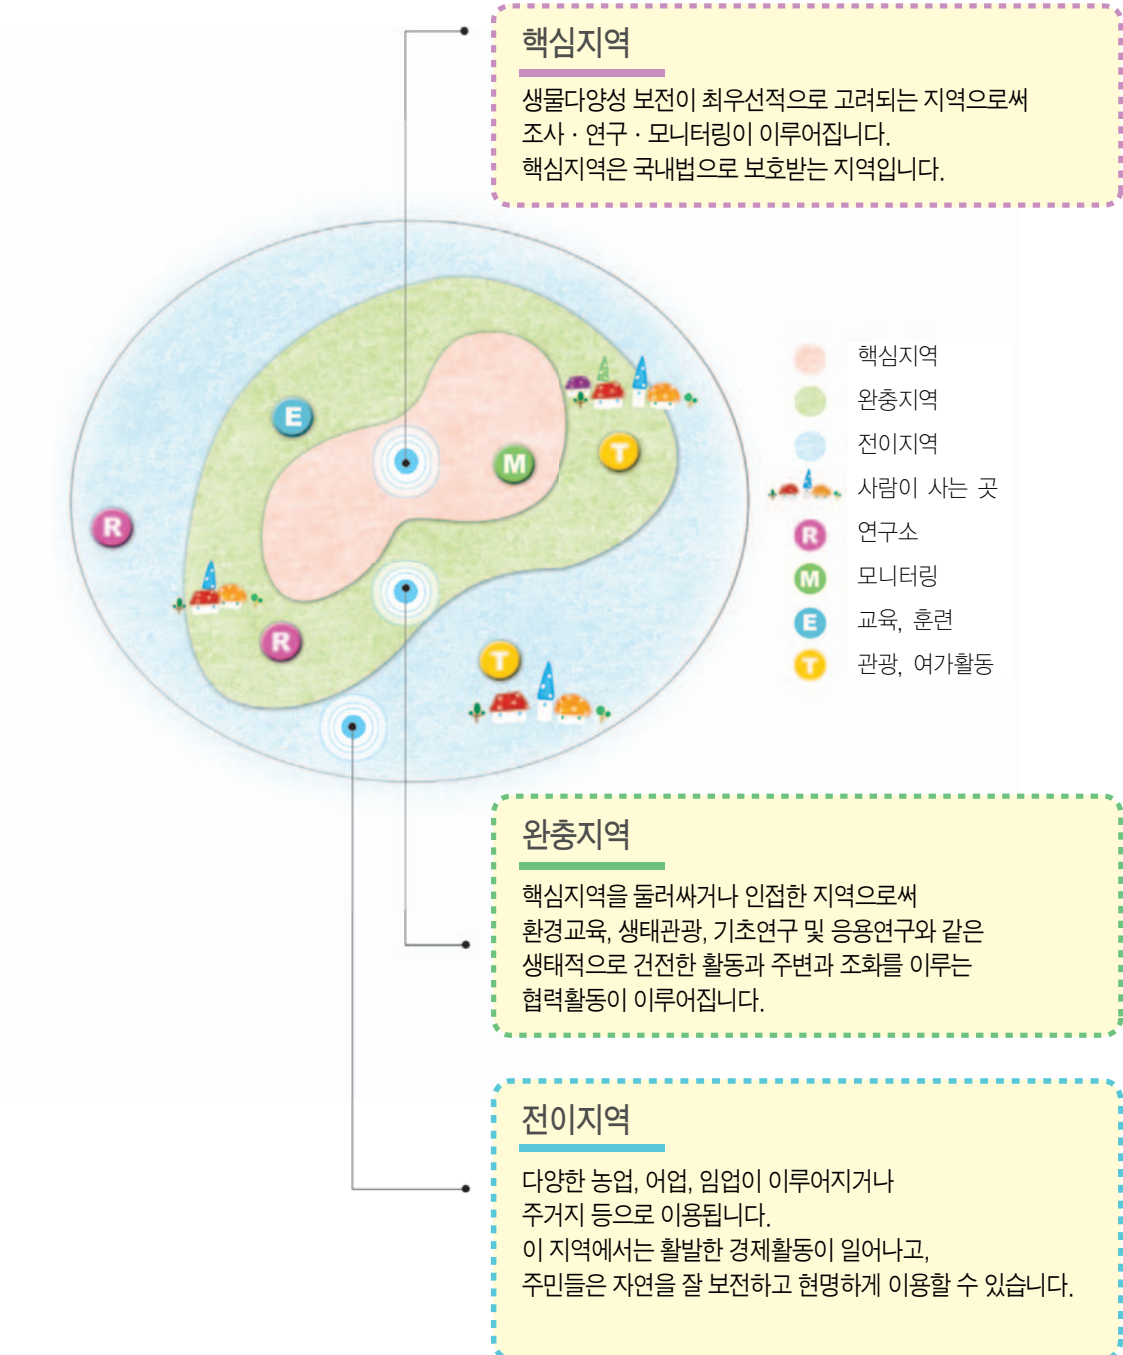 핵심지역
생물다양성 보전이 최우선적으로 고려되는 지역으로써
조사 · 연구 · 모니터링이 이루어집니다.
핵심지역은 국내법으로 보호받는 지역입니다.
E
M
T
R
R
T
핵심지역
완충지역
전이지역
사람이 사는 곳
R 연구소
M 모니터링
E 교육, 훈련
T 관광, 여가활동
완충지역
핵심지역을 둘러싸거나 인접한 지역으로써
환경교육, 생태관광, 기초연구 및 응용연구와 같은
생태적으로 건전한 활동과 주변과 조화를 이루는
협력활동이 이루어집니다.
전이지역
다양한 농업, 어업, 임업이 이루어지거나
주거지 등으로 이용됩니다.
이 지역에서는 활발한 경제활동이 일어나고,
주민들은 자연을 잘 보전하고 현명하게 이용할 수 있습니다.